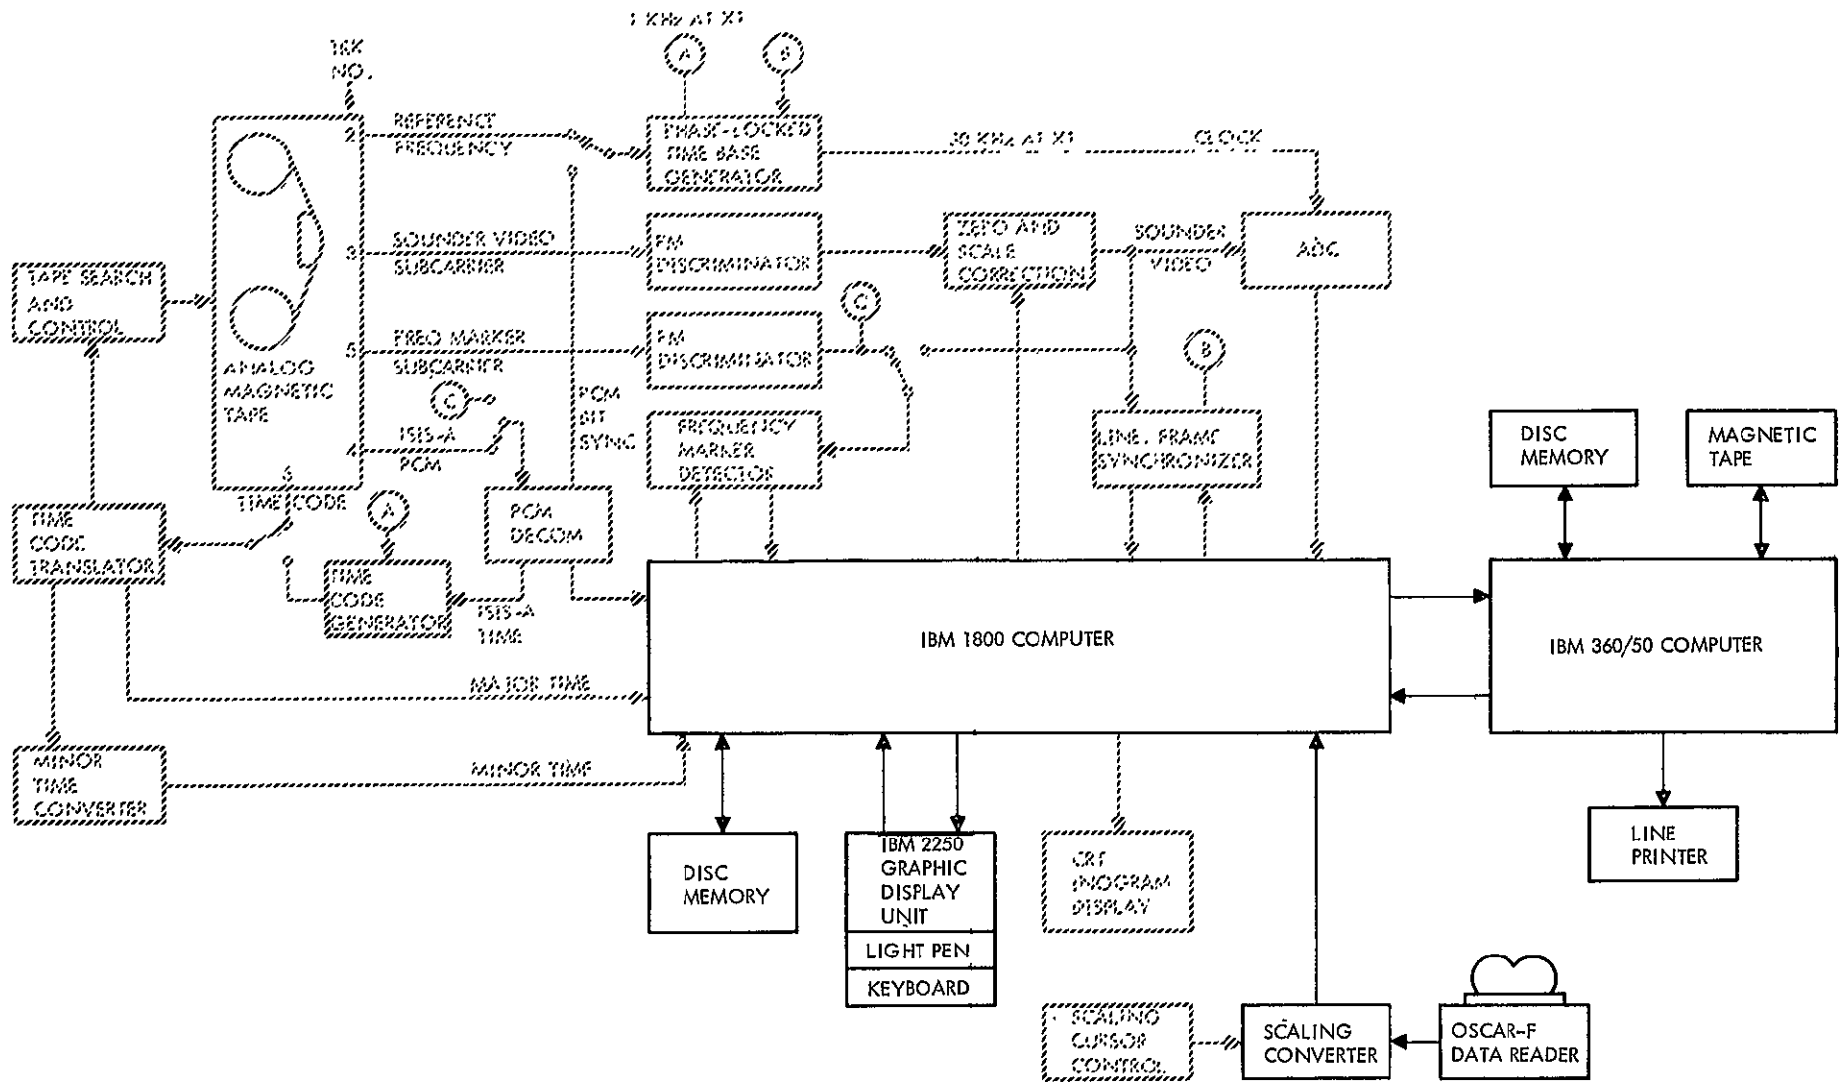 1 KHz AT X1
A
B
16K
NO.
2
REFERENCE
FREQUENCY
PHASE-LOCKED
TIME BASE
GENERATOR
30 KHz AT X1
CLOCK
3
SOUNDER VIDEO
SUBCARRIER
FM
DISCRIMINATOR
ZERO AND
SCALE
CORRECTION
SOUNDER
VIDEO
ADC
TAPE SEARCH
AND
CONTROL
C
5
FREQ MARKER
SUBCARRIER
FM
DISCRIMINATOR
B
ANALOG
MAGNETIC
TAPE
C
PCM
BIT
SYNC
ISIS-A
PCM
FREQUENCY
MARKER
DETECTOR
LINE, FRAME
SYNCHRONIZER
DISC
MEMORY
MAGNETIC
TAPE
TIME CODE
A
TIME
CODE
TRANSLATOR
PCM
DECOM
TIME
CODE
GENERATOR
ISIS-A
TIME
IBM 1800 COMPUTER
IBM 360/50 COMPUTER
MAJOR TIME
MINOR
TIME
CONVERTER
MINOR TIME
DISC
MEMORY
IBM 2250
GRAPHIC
DISPLAY
UNIT
LIGHT PEN
KEYBOARD
CRT
DISPLAY
LINE
PRINTER
SCALING
CURSOR
CONTROL
SCALING
CONVERTER
OSCAR-F
DATA READER